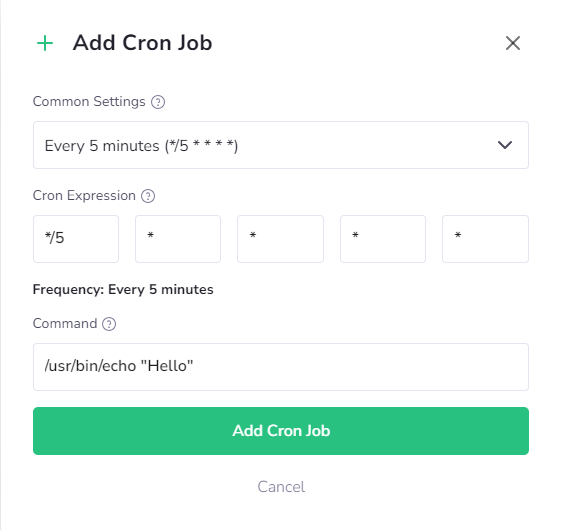 Add Cron Job
Common Settings
Every 5 minutes (*/5 * * * *)
Cron Expression
*/5 * * * *
Frequency: Every 5 minutes
Command
/usr/bin/echo "Hello"
Add Cron Job
Cancel